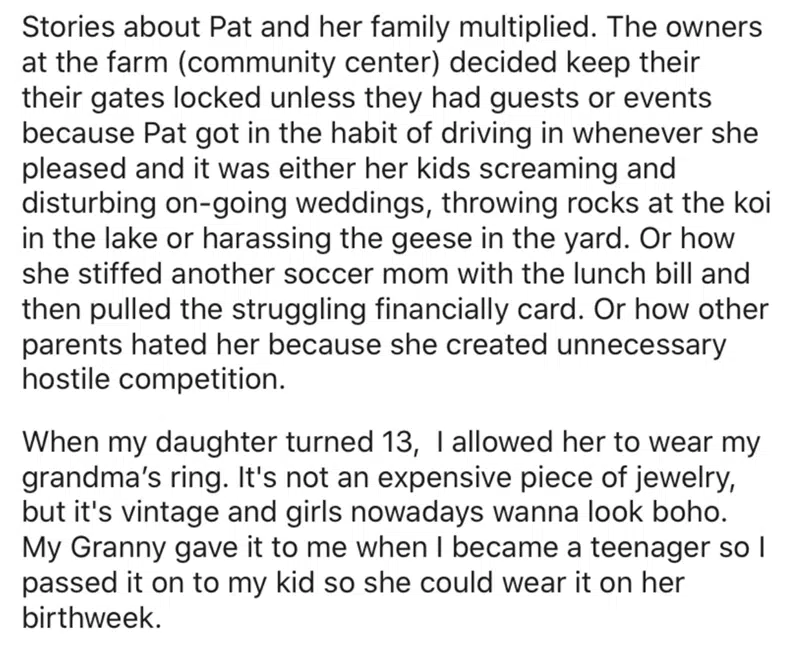 Stories about Pat and her family multiplied. The owners
at the farm (community center) decided keep their
their gates locked unless they had guests or events
because Pat got in the habit of driving in whenever she
pleased and it was either her kids screaming and
disturbing on-going weddings, throwing rocks at the koi
in the lake or harassing the geese in the yard. Or how
she stiffed another soccer mom with the lunch bill and
then pulled the struggling financially card. Or how other
parents hated her because she created unnecessary
hostile competition.
When my daughter turned 13,  I allowed her to wear my
grandma’s ring. It's not an expensive piece of jewelry,
but it's vintage and girls nowadays wanna look boho.
My Granny gave it to me when I became a teenager so I
passed it on to my kid so she could wear it on her
birthweek.